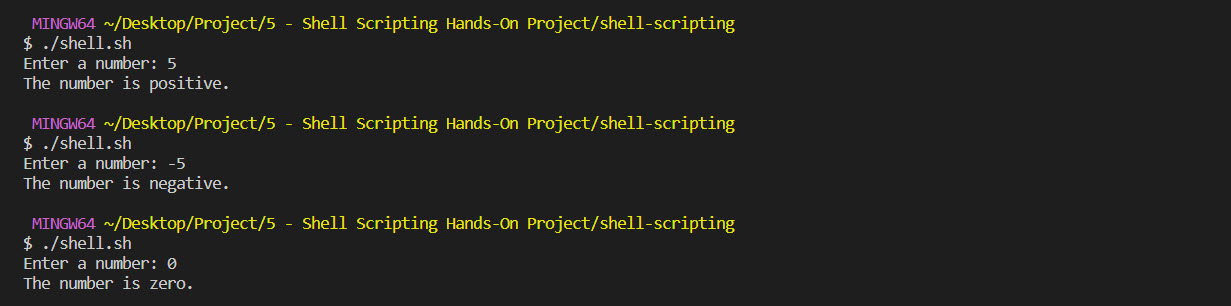 MINGW64 ~/Desktop/Project/5 - Shell Scripting Hands-On Project/shell-scripting
$ ./shell.sh
Enter a number: 5
The number is positive.
MINGW64 ~/Desktop/Project/5 - Shell Scripting Hands-On Project/shell-scripting
$ ./shell.sh
Enter a number: -5
The number is negative.
MINGW64 ~/Desktop/Project/5 - Shell Scripting Hands-On Project/shell-scripting
$ ./shell.sh
Enter a number: 0
The number is zero.